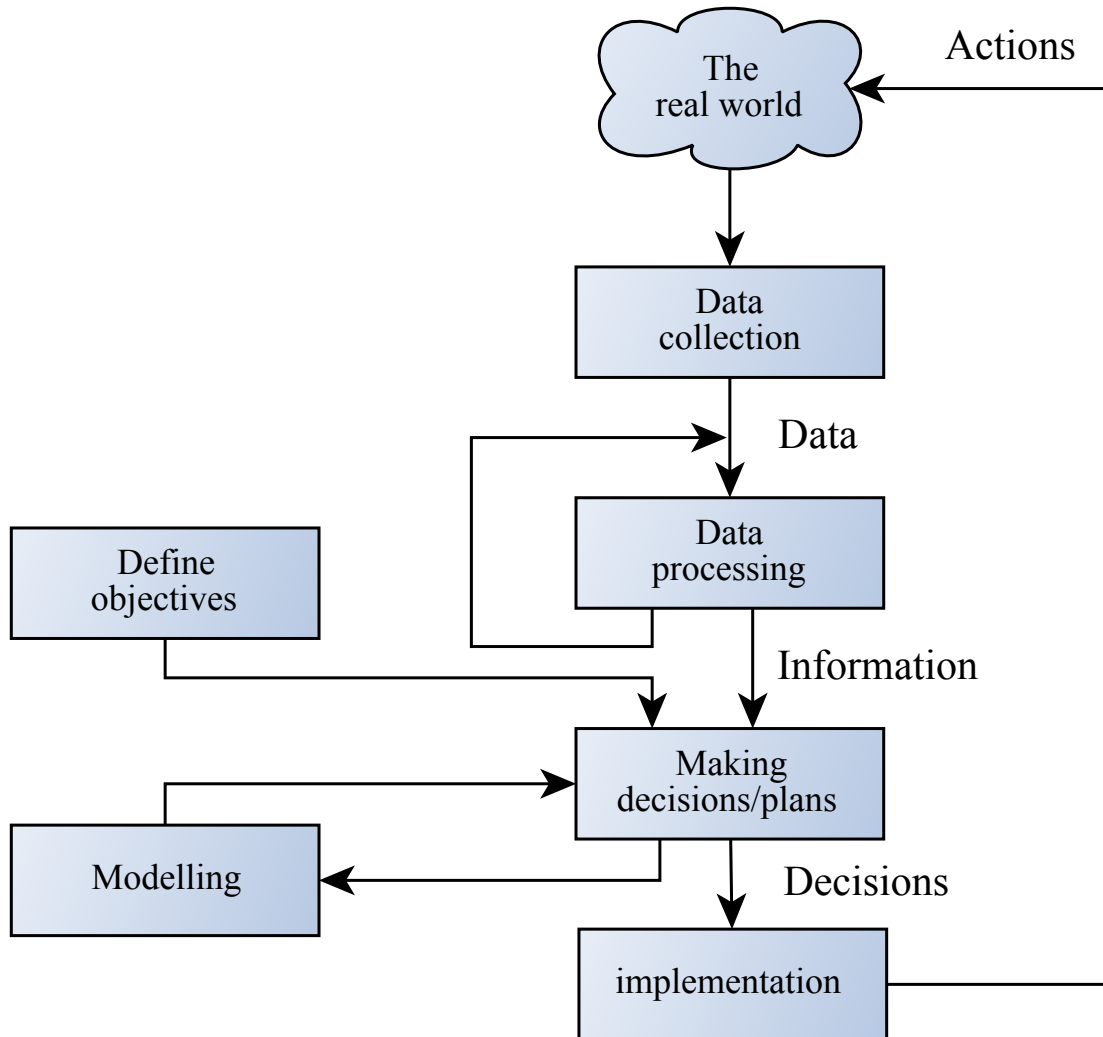 The
real world
Actions
Data
collection
Data
Data
processing
Define
objectives
Information
Making
decisions/plans
Modelling
Decisions
implementation